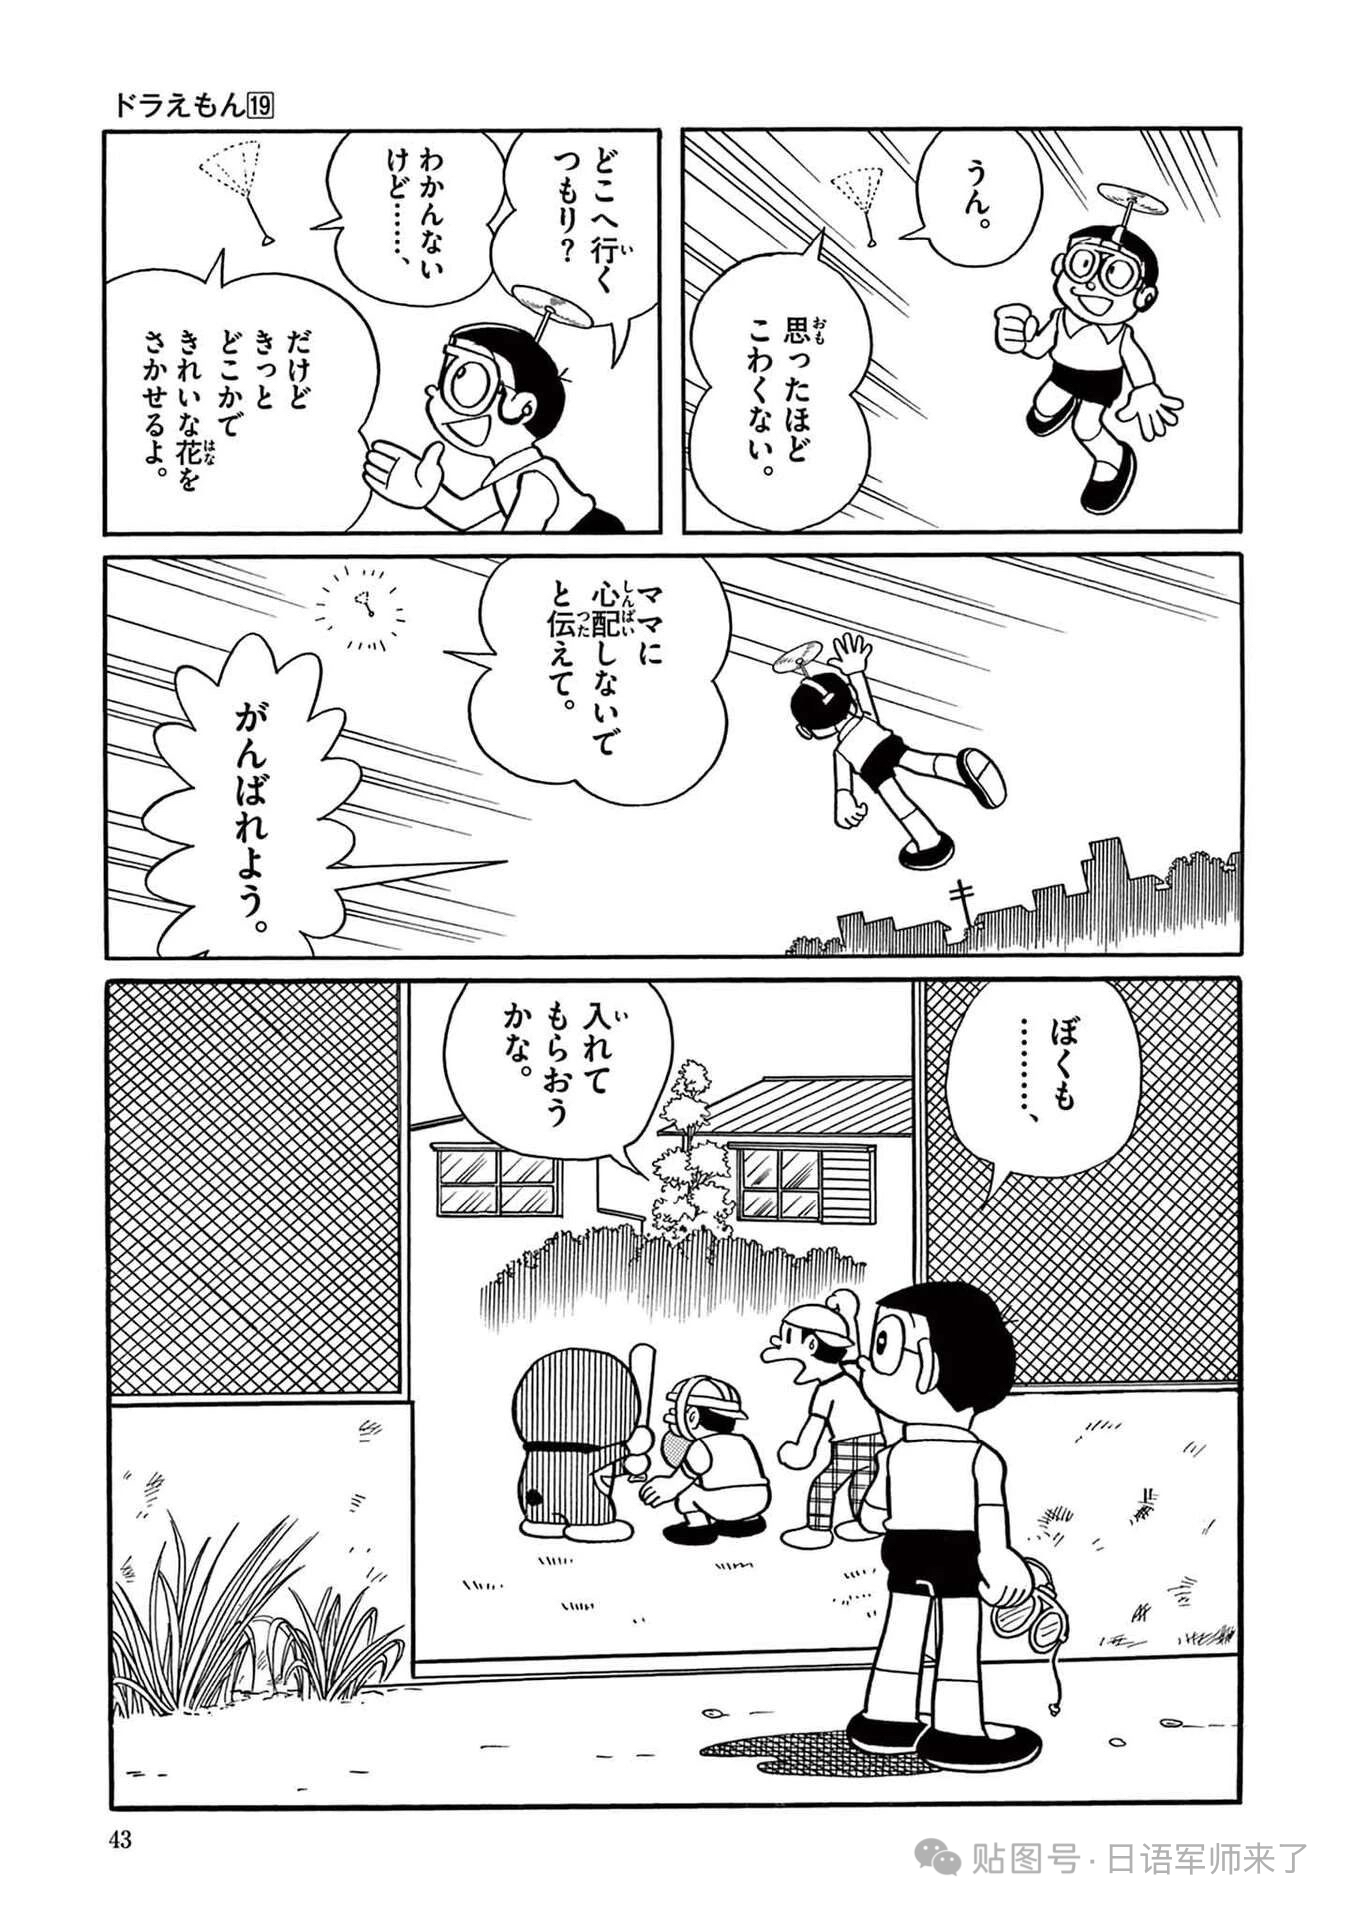 ドラえもん19
うん。
思ったほど
こわくない。
どこへ行く
つもり?
わかんない
けど……、
だけど
きっと
どこかで
きれいな花を
さかせるよ。
ママに
心配しないで
と伝えて。
がんばれよう。
ぼくも
………、
入れて
もらおう
かな。
43
贴图号·日语军师来了